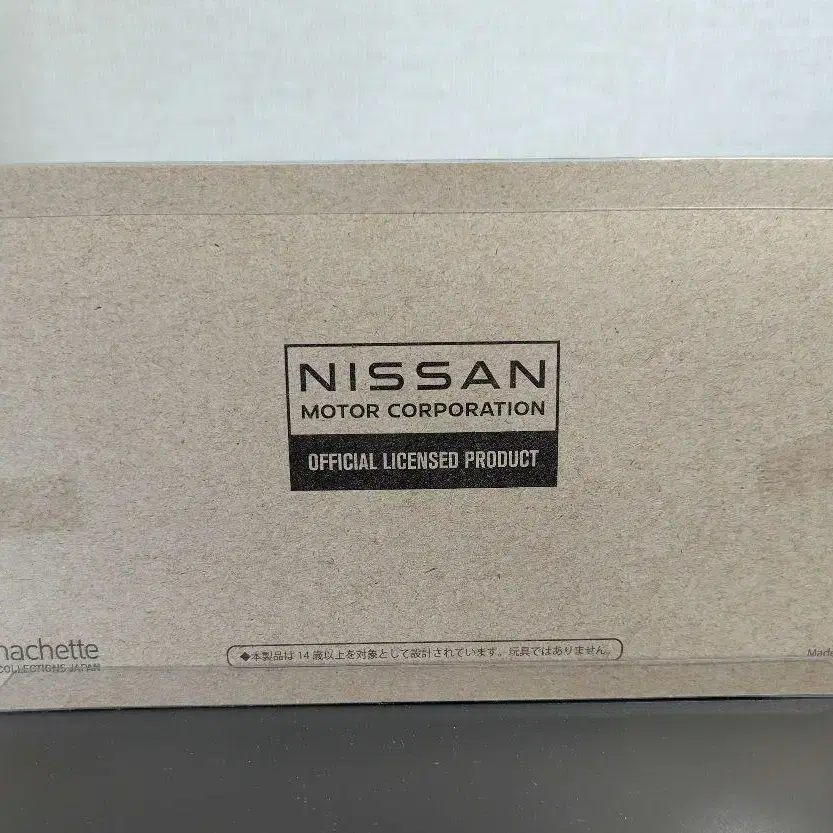 NISSAN
MOTOR CORPORATION
OFFICIAL LICENSED PRODUCT
hachette
COLLECTIONS JAPAN
◆本製品は14歳以上を対象として設計されています。玩具ではありません。
Made